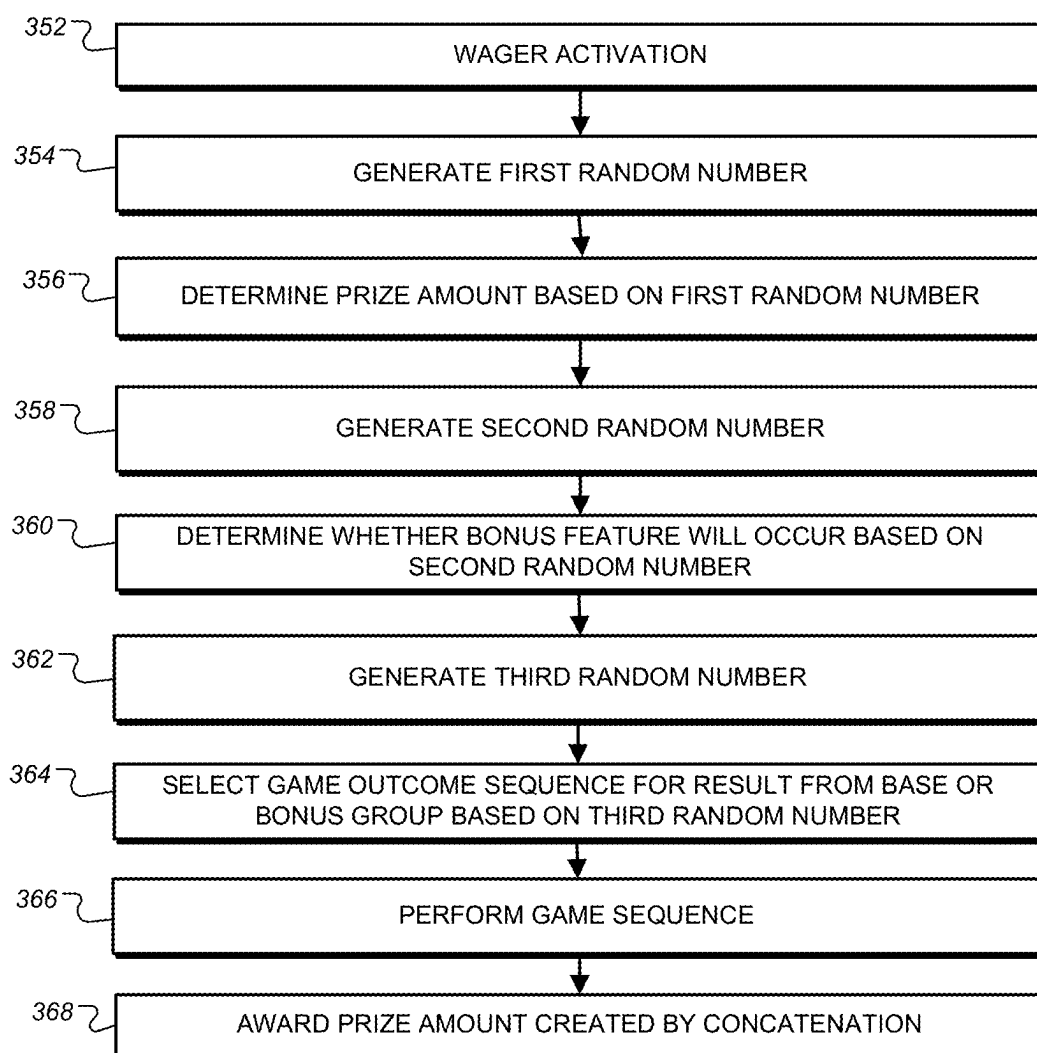 352
WAGER ACTIVATION
354
GENERATE FIRST RANDOM NUMBER
356
DETERMINE PRIZE AMOUNT BASED ON FIRST RANDOM NUMBER
358
GENERATE SECOND RANDOM NUMBER
360
DETERMINE WHETHER BONUS FEATURE WILL OCCUR BASED ON
SECOND RANDOM NUMBER
362
GENERATE THIRD RANDOM NUMBER
364
SELECT GAME OUTCOME SEQUENCE FOR RESULT FROM BASE OR
BONUS GROUP BASED ON THIRD RANDOM NUMBER
366
PERFORM GAME SEQUENCE
368
AWARD PRIZE AMOUNT CREATED BY CONCATENATION